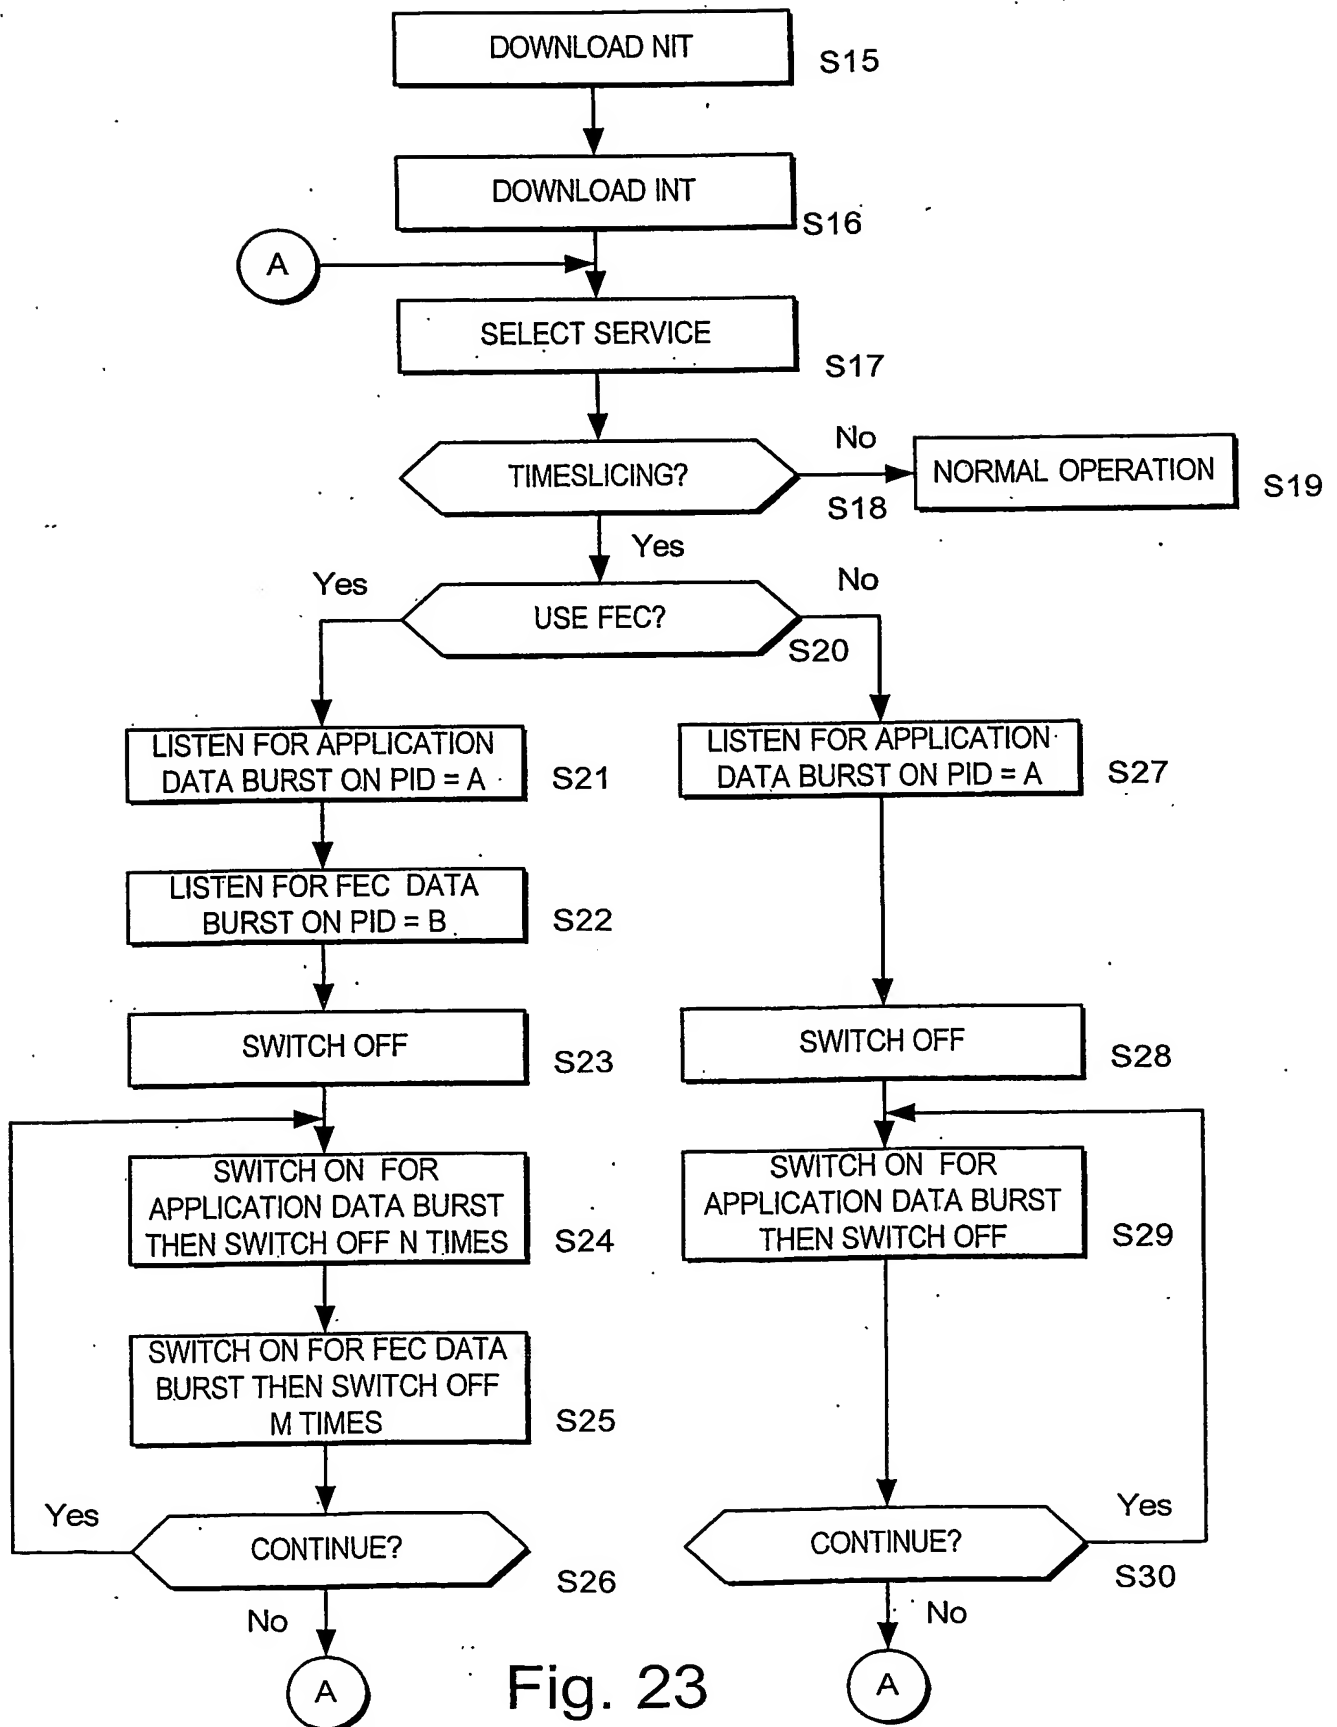 DOWNLOAD NIT
S15
DOWNLOAD INT
S16
A
SELECT SERVICE
S17
TIMESLICING?
No
S18
NORMAL OPERATION
S19
Yes
Yes
USE FEC?
No
S20
LISTEN FOR APPLICATION
DATA BURST ON PID = A
S21
LISTEN FOR APPLICATION
DATA BURST ON PID = A
S27
LISTEN FOR FEC DATA
BURST ON PID = B
S22
SWITCH OFF
S23
SWITCH OFF
S28
SWITCH ON FOR
APPLICATION DATA BURST
THEN SWITCH OFF N TIMES
S24
SWITCH ON FOR
APPLICATION DATA BURST
THEN SWITCH OFF
S29
SWITCH ON FOR FEC DATA
BURST THEN SWITCH OFF
M TIMES
S25
Yes
CONTINUE?
S26
CONTINUE?
Yes
S30
No
No
A
A
Fig. 23